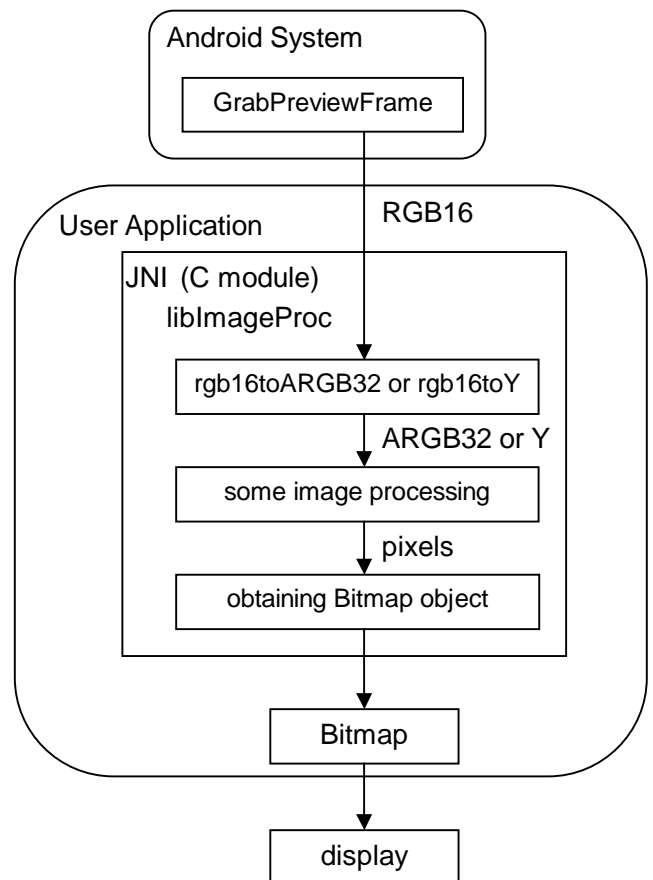 Android System
GrabPreviewFrame
RGB16
User Application
JNI (C module)
libImageProc
rgb16toARGB32 or rgb16toY
ARGB32 or Y
some image processing
pixels
obtaining Bitmap object
Bitmap
display